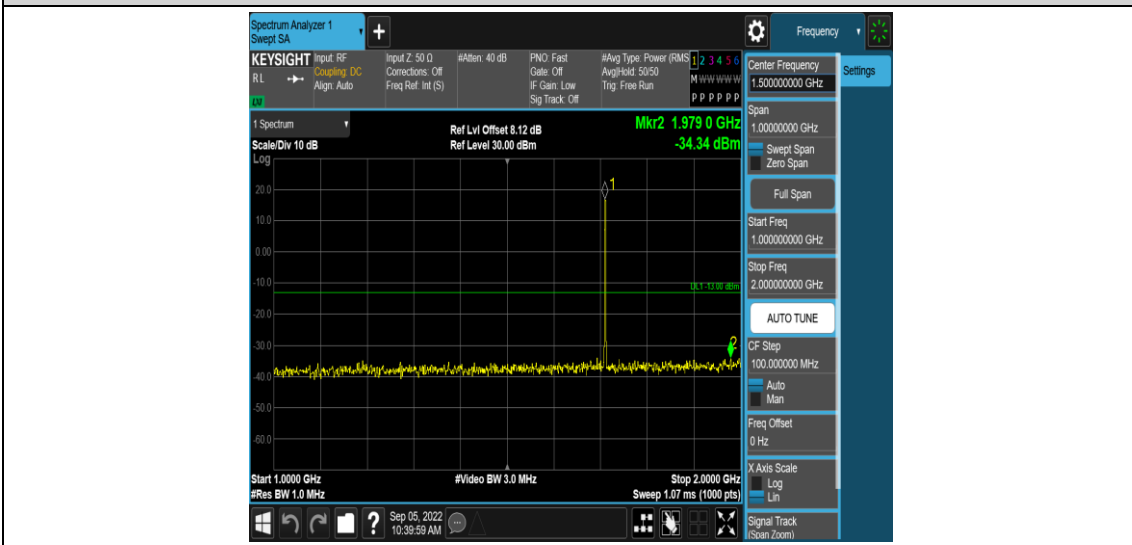 Spectrum Analyzer 1
Swept SA
+
Frequency
KEYSIGHT
RL
LNI
Input: RF
Coupling: DC
Align: Auto
Input Z: 50 Ω
Corrections: Off
Freq Ref: Int (S)
#Atten: 40 dB
PNO: Fast
Gate: Off
IF Gain: Low
Sig Track: Off
#Avg Type: Power (RMS
Avg|Hold: 50/50
Trig: Free Run
1 2 3 4 5 6
M W W W W W
P P P P P P
1 Spectrum
Scale/Div 10 dB
Ref Lvl Offset 8.12 dB
Ref Level 30.00 dBm
Mkr2 1.979 0 GHz
-34.34 dBm
Log
20.0
10.0
0.00
-10.0
-20.0
-30.0
-40.0
-50.0
-60.0
1
DL1 -13.00 dBm
2
Start 1.0000 GHz
#Res BW 1.0 MHz
#Video BW 3.0 MHz
Stop 2.0000 GHz
Sweep 1.07 ms (1000 pts)
Sep 05, 2022
10:39:59 AM
Center Frequency
1.500000000 GHz
Settings
Span
1.00000000 GHz
Swept Span
Zero Span
Full Span
Start Freq
1.000000000 GHz
Stop Freq
2.000000000 GHz
AUTO TUNE
CF Step
100.000000 MHz
Auto
Man
Freq Offset
0 Hz
X Axis Scale
Log
Lin
Signal Track
(Span Zoom)